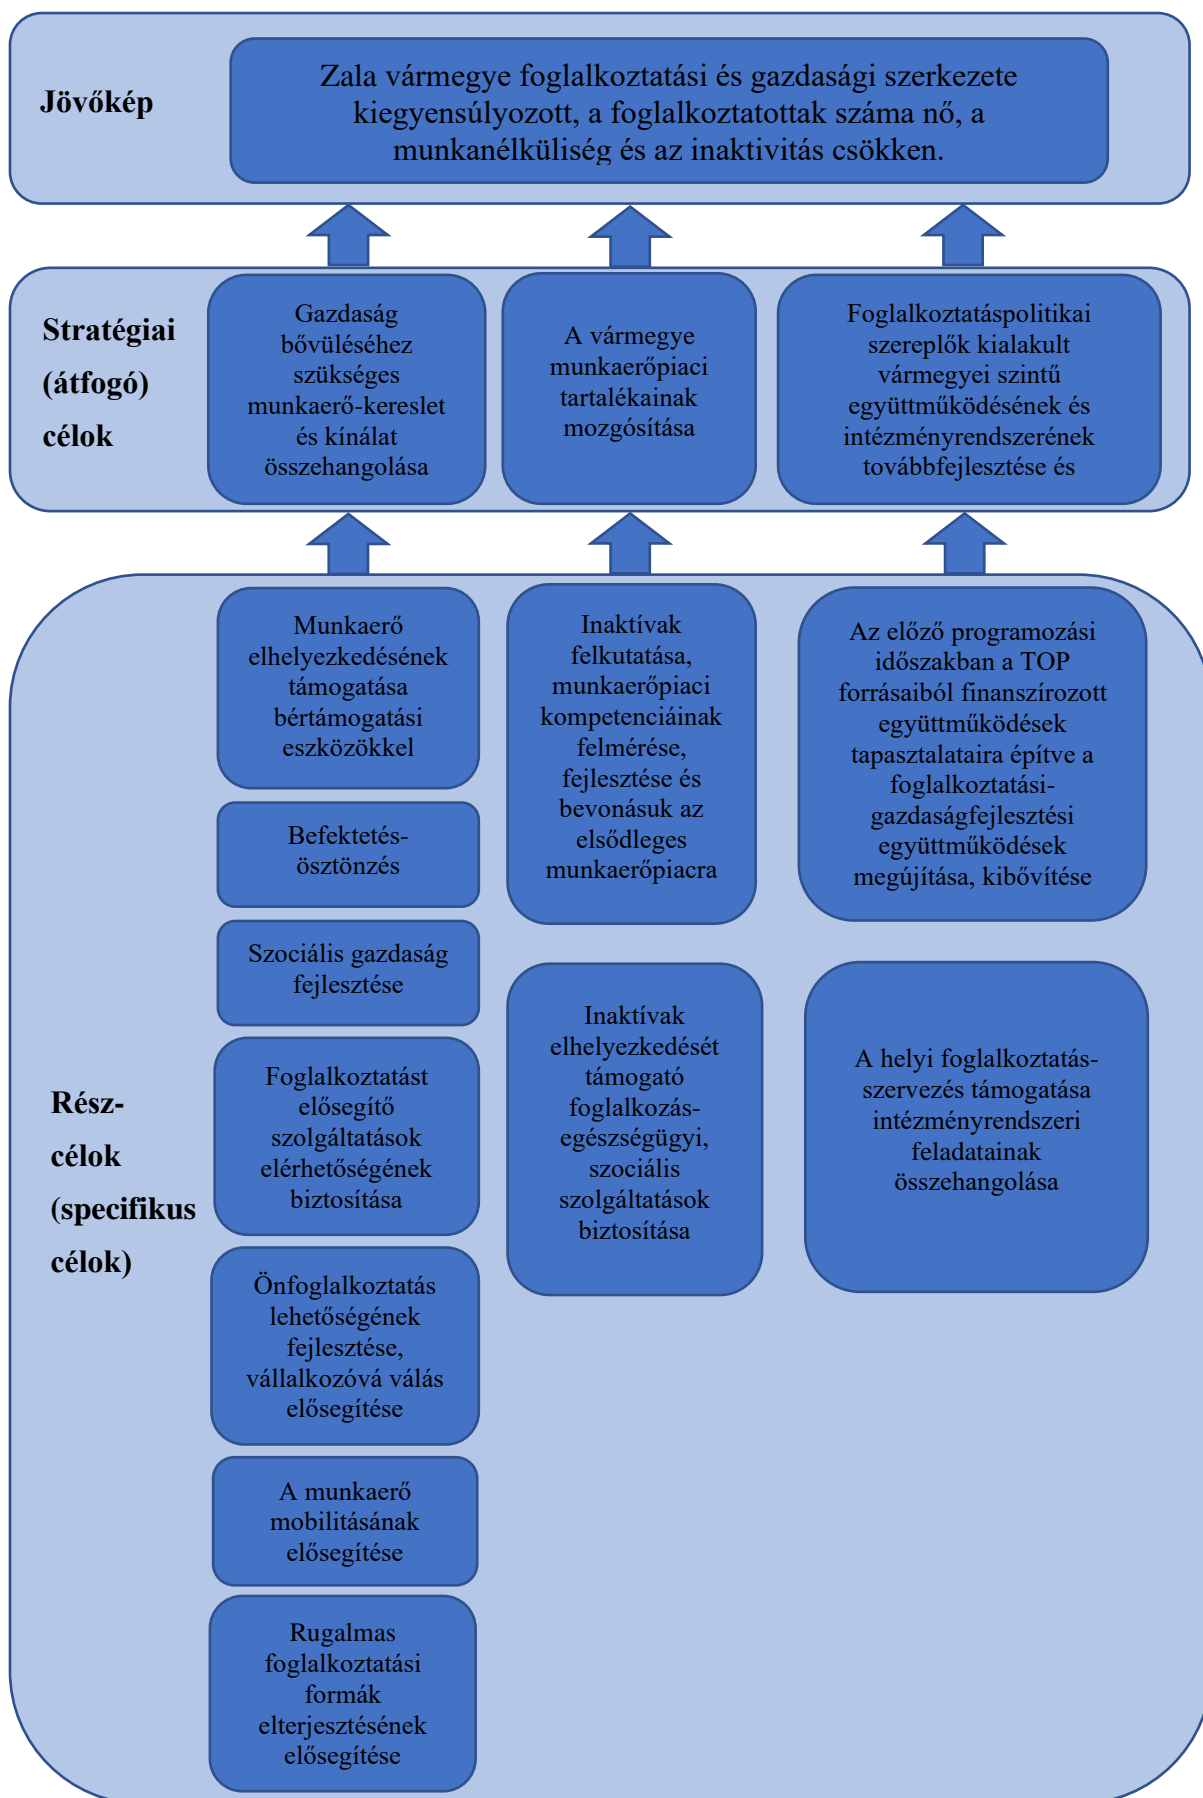 Jövőkép
Zala vármegye foglalkoztatási és gazdasági szerkezete
kiegyensúlyozott, a foglalkoztatottak száma nő, a
munkanélküliség és az inaktivitás csökken.
Stratégiai
(átfogó)
célok
Gazdaság
bővüléséhez
szükséges
munkaerő-kereslet
és kínálat
összehangolása
A vármegye
munkaerőpiaci
tartalékainak
mozgósítása
Foglalkoztatáspolitikai
szereplők kialakult
vármegyei szintű
együttműködésének és
intézményrendszerének
továbbfejlesztése és
Rész-
célok
(specifikus
célok)
Munkaerő
elhelyezkedésének
támogatása
bértámogatási
eszközökkel
Befektetés-
ösztönzés
Szociális gazdaság
fejlesztése
Foglalkoztatást
elősegítő
szolgáltatások
elérhetőségének
biztosítása
Önfoglalkoztatás
lehetőségének
fejlesztése,
vállalkozóvá válás
elősegítése
A munkaerő
mobilitásának
elősegítése
Rugalmas
foglalkoztatási
formák
elterjesztésének
elősegítése
Inaktívak
felkutatása,
munkaerőpiaci
kompetenciáinak
felmérése,
fejlesztése és
bevonásuk az
elsődleges
munkaerőpiacra
Inaktívak
elhelyezkedését
támogató
foglalkozás-
egészségügyi,
szociális
szolgáltatások
biztosítása
Az előző programozási
időszakban a TOP
forrásaiból finanszírozott
együttműködések
tapasztalataira építve a
foglalkoztatási-
gazdaságfejlesztési
együttműködések
megújítása, kibővítése
A helyi foglalkoztatás-
szervezés támogatása
intézményrendszeri
feladatainak
összehangolása